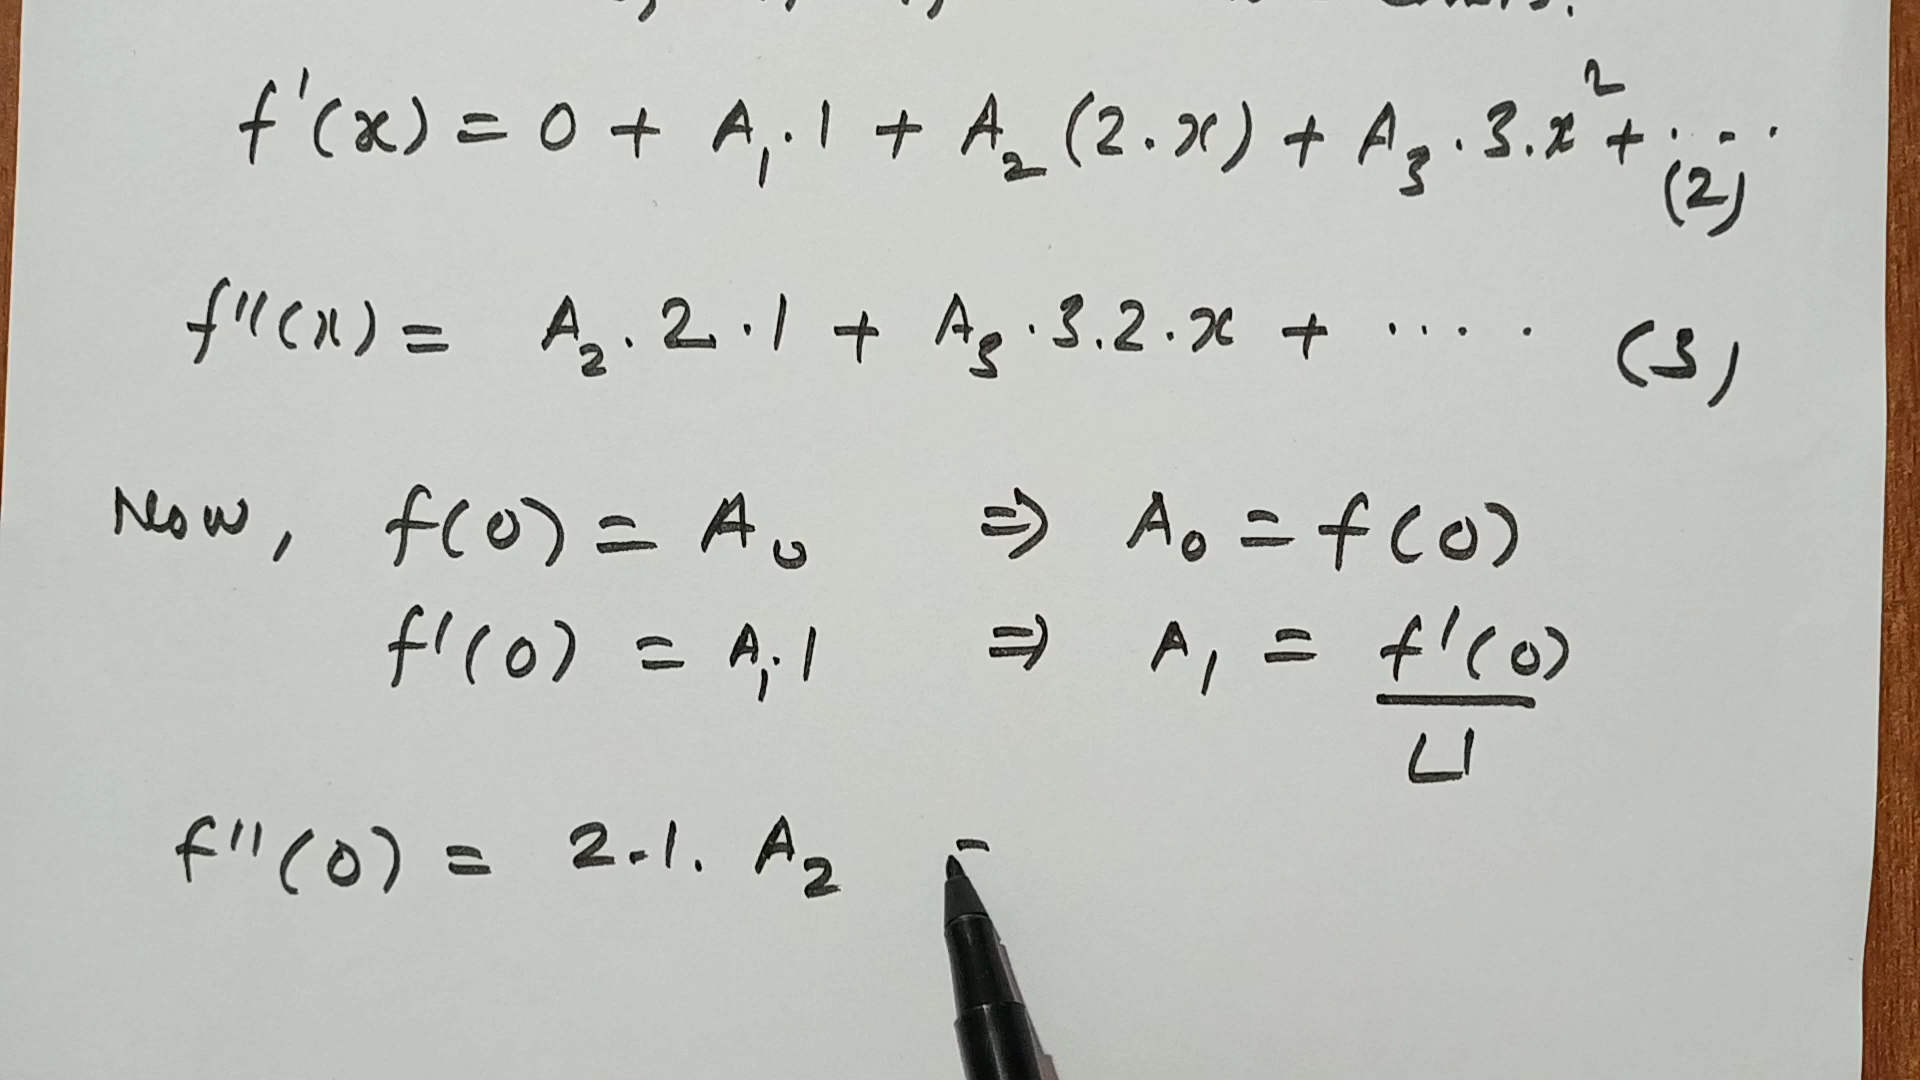 f'(x) = 0 + A₁.1 + A₂ (2.x) + A₃.3.x² + ....
(2)
f''(x) = A₂.2.1 + A₃.3.2.x + .... (3)
Now, f(0) = A₀ ⇒ A₀ = f(0)
f'(0) = A₁.1 ⇒ A₁ = f'(0)
∟1
f''(0) = 2.1. A₂ -